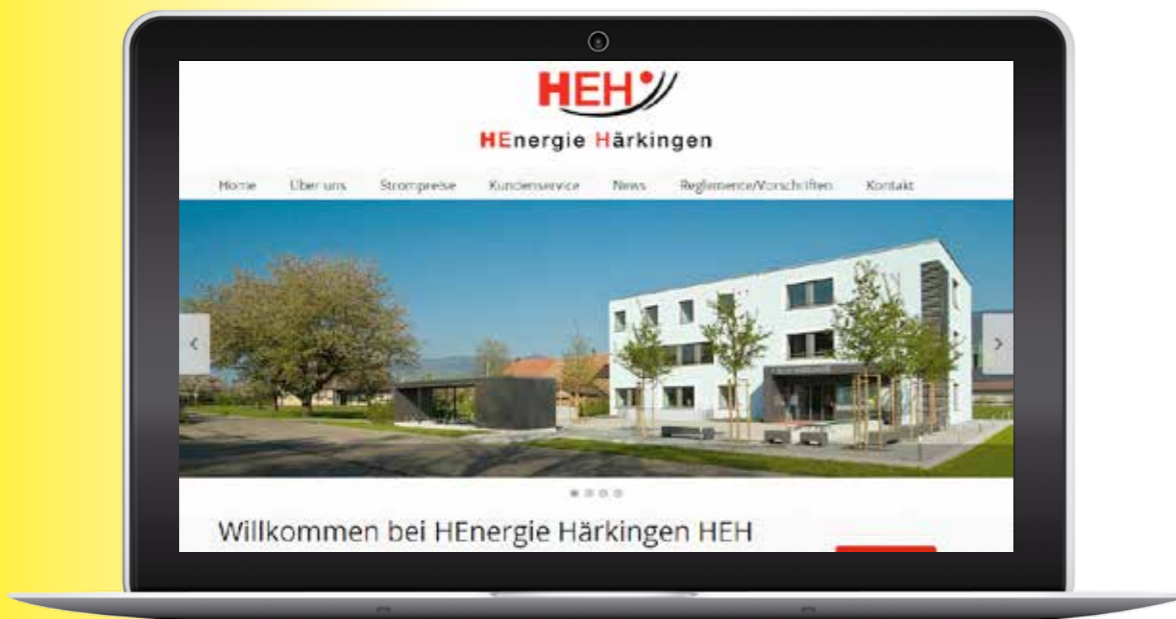 HEH
HEnergie Härkingen
Home Über uns Strompreise Kundenservice News Reglemente/Vorschriften Kontakt
Willkommen bei HEnergie Härkingen HEH